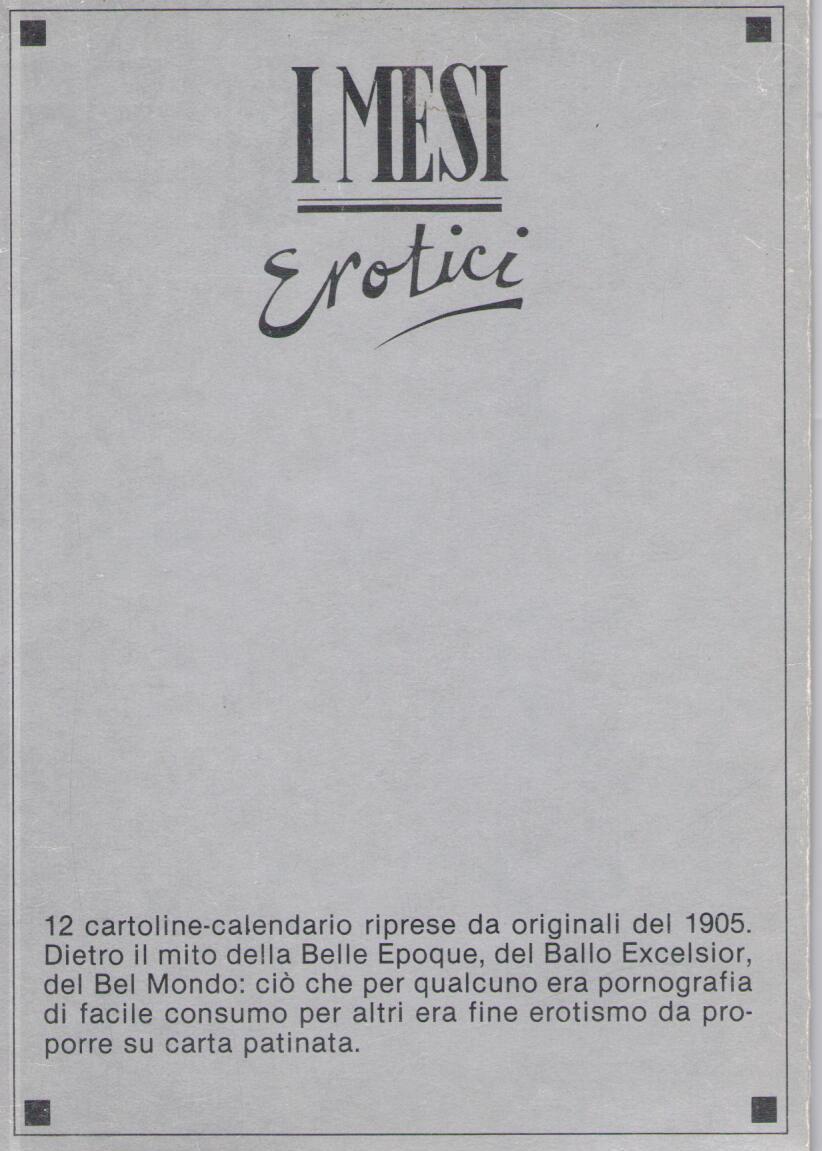 I MESI
Erotici
12 cartoline-calendario riprese da originali del 1905.
Dietro il mito della Belle Epoque, del Ballo Excelsior,
del Bel Mondo: ciò che per qualcuno era pornografia
di facile consumo per altri era fine erotismo da pro-
porre su carta patinata.